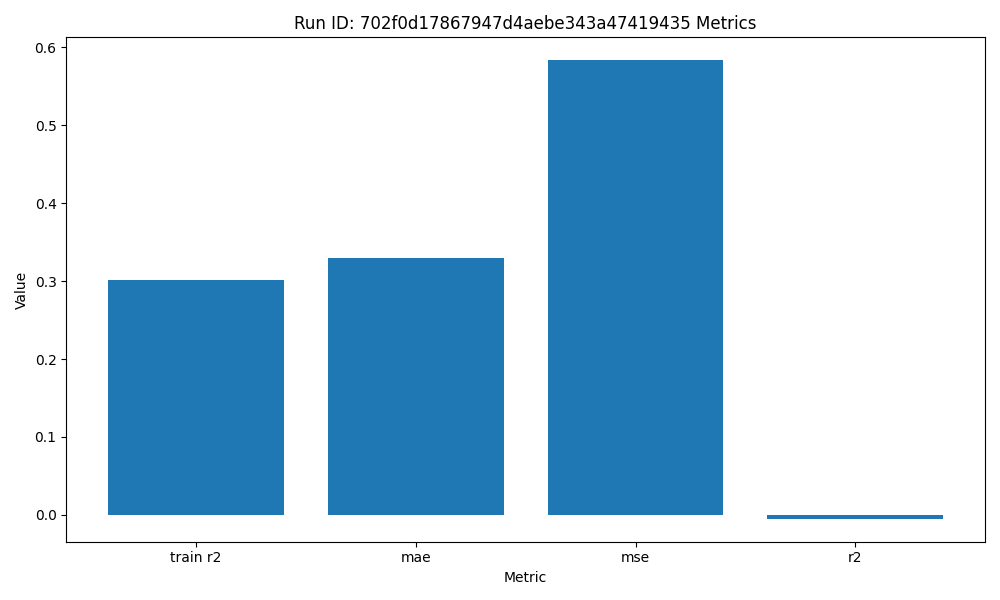 Run ID: 702f0d17867947d4aebe343a47419435 Metrics
0.6
0.5
0.4
0.3
0.2
0.1
0.0
Value
train r2
mae
mse
r2
Metric